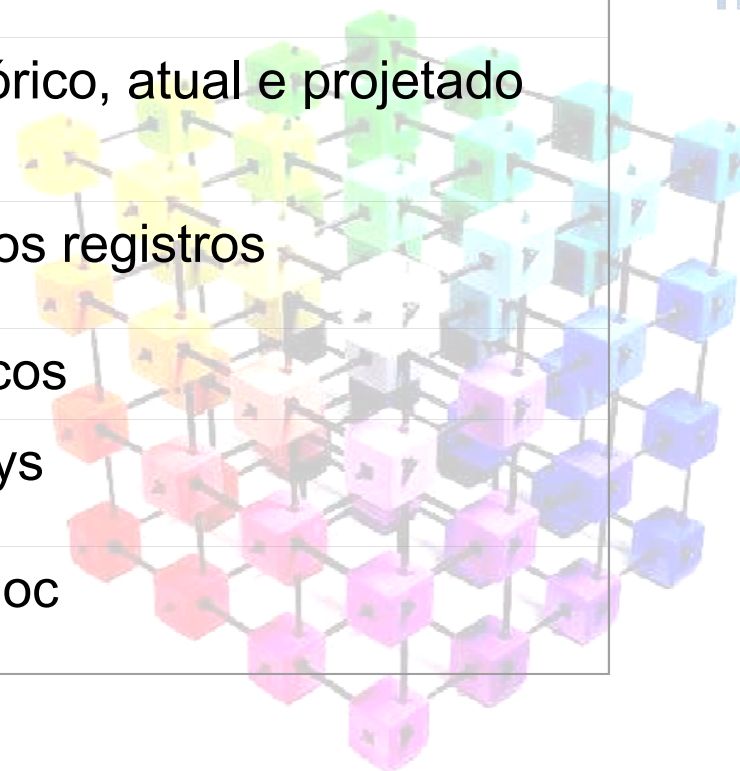 órico, atual e projetado
os registros
cos
ys
oc